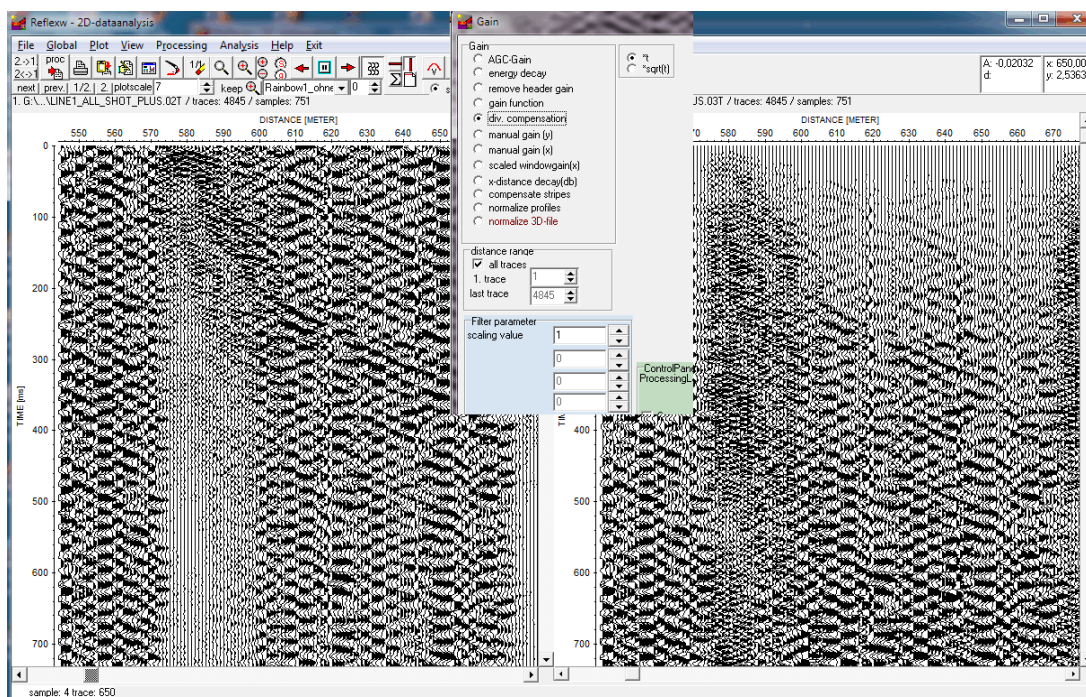 Reflexw - 2D-dataanalysis
File Global Plot View Processing Analysis Help Exit
2.->1. proc
2<->1
next prev. 1/2. 2. plotscale 7 keep Rainbow1_ohne 0
1. G:\...\LINE1_ALL_SHOT_PLUS.02T / traces: 4845 / samples: 751
DISTANCE [METER]
550 560 570 580 590 600 610 620 630 640 650
TIME [ms]
0
100
200
300
400
500
600
700
Gain
Gain
AGC-Gain
energy decay
remove header gain
gain function
div. compensation
manual gain (y)
manual gain (x)
scaled windowgain(x)
x-distance decay(db)
compensate stripes
normalize profiles
normalize 3D-file
*t
*sqrt(t)
distance range
all traces
1. trace 1
last trace 4845
Filter parameter
scaling value 1
0
0
0
ControlPane
ProcessingL
A: -0,02032
d:
x: 650,00
y: 2,5363
US.03T / traces: 4845 / samples: 751
DISTANCE [METER]
70 580 590 600 610 620 630 640 650 660 670
TIME [ms]
400
500
600
700
sample: 4 trace: 650